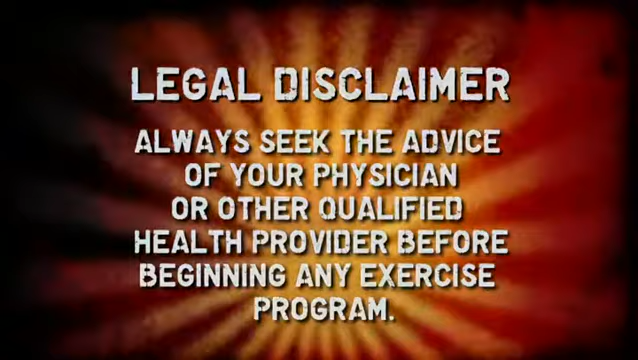 LEGAL DISCLAIMER
ALWAYS SEEK THE ADVICE
OF YOUR PHYSICIAN
OR OTHER QUALIFIED
HEALTH PROVIDER BEFORE
BEGINNING ANY EXERCISE
PROGRAM.